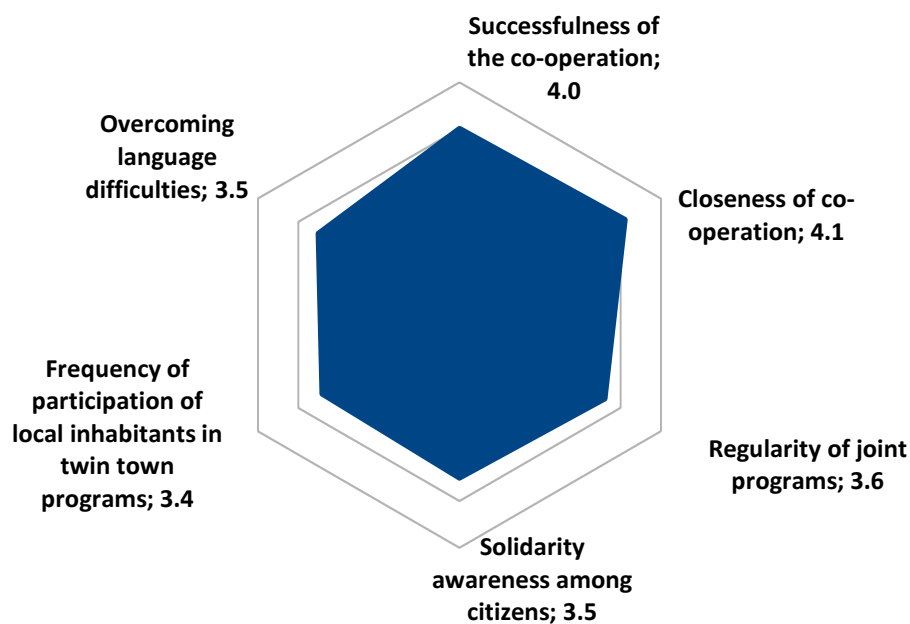 Successfulness of
the co-operation;
4.0
Closeness of co-
operation; 4.1
Regularity of joint
programs; 3.6
Solidarity
awareness among
citizens; 3.5
Frequency of
participation of
local inhabitants in
twin town
programs; 3.4
Overcoming
language
difficulties; 3.5